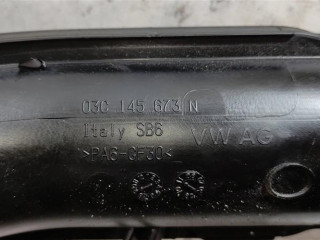 03C 145 673 N
Italy SB6 VW AG
>PA6-GF30<